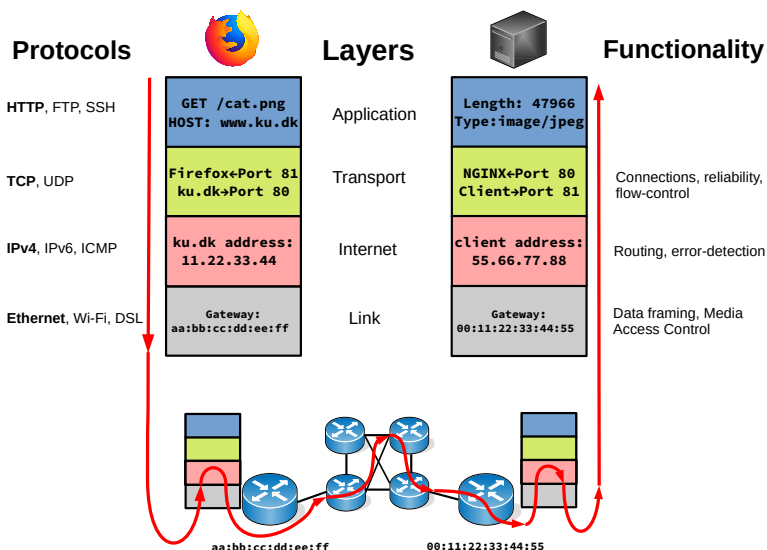 Protocols
Layers
Functionality
HTTP, FTP, SSH
GET /cat.png
HOST: www.ku.dk
Application
Length: 47966
Type:image/jpeg
TCP, UDP
Firefox←Port 81
ku.dk→Port 80
Transport
NGINX←Port 80
Client→Port 81
Connections, reliability,
flow-control
IPv4, IPv6, ICMP
ku.dk address:
11.22.33.44
Internet
client address:
55.66.77.88
Routing, error-detection
Ethernet, Wi-Fi, DSL
Gateway:
aa:bb:cc:dd:ee:ff
Link
Gateway:
00:11:22:33:44:55
Data framing, Media
Access Control
aa:bb:cc:dd:ee:ff
00:11:22:33:44:55